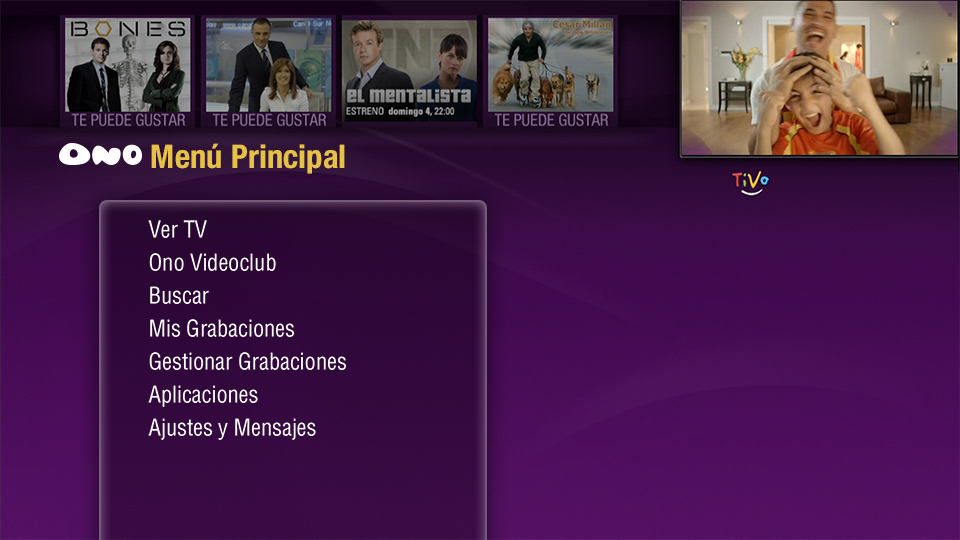 BONES
TE PUEDE GUSTAR
TE PUEDE GUSTAR
EL MENTALISTA
ESTRENO domingo 4, 22:00
Cesar Millan
TE PUEDE GUSTAR
ONO Menú Principal
TiVo
Ver TV
Ono Videoclub
Buscar
Mis Grabaciones
Gestionar Grabaciones
Aplicaciones
Ajustes y Mensajes